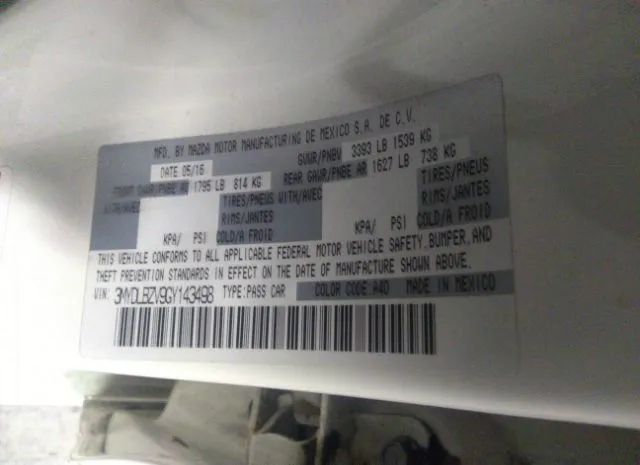 MFD. BY MAZDA MOTOR MANUFACTURING DE MEXICO S.A. DE C.V.
DATE 05/16 GVWR/PNBV 3393 LB 1539 KG
FRONT GAWR/PNBE AV 1795 LB 814 KG REAR GAWR/PNBE AR 1627 LB 738 KG
WITH/AVEC TIRES/PNEUS WITH/AVEC TIRES/PNEUS
RIMS/JANTES RIMS/JANTES
KPA/ PSI COLD/A FROID KPA/ PSI COLD/A FROID
THIS VEHICLE CONFORMS TO ALL APPLICABLE FEDERAL MOTOR VEHICLE SAFETY, BUMPER, AND
THEFT PREVENTION STANDARDS IN EFFECT ON THE DATE OF MANUFACTURE SHOWN ABOVE.
VIN: 3MYDLBZV9GY143498 TYPE:PASS CAR COLOR CODE A4D MADE IN MEXICO